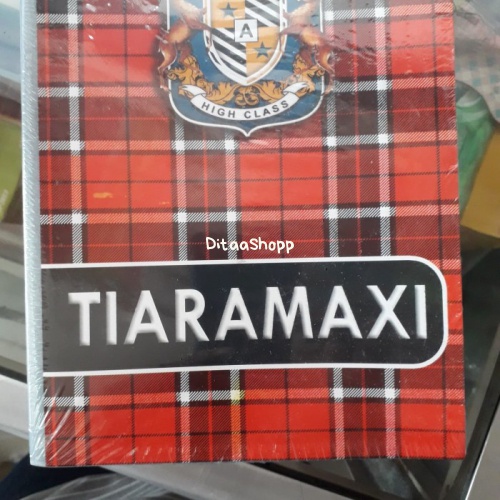 A
HIGH CLASS
DitaaShopp
TIARAMAXI